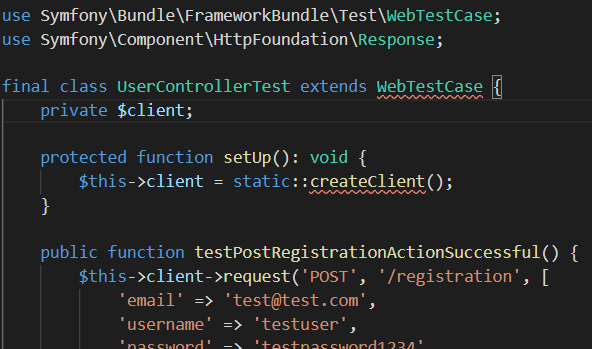 use Symfony\Bundle\FrameworkBundle\Test\WebTestCase;
use Symfony\Component\HttpFoundation\Response;
final class UserControllerTest extends WebTestCase {
private $client;
protected function setUp(): void {
$this->client = static::createClient();
}
public function testPostRegistrationActionSuccessful() {
$this->client->request('POST', '/registration', [
'email' => 'test@test.com',
'username' => 'testuser',
'password' => 'testpassword1234'